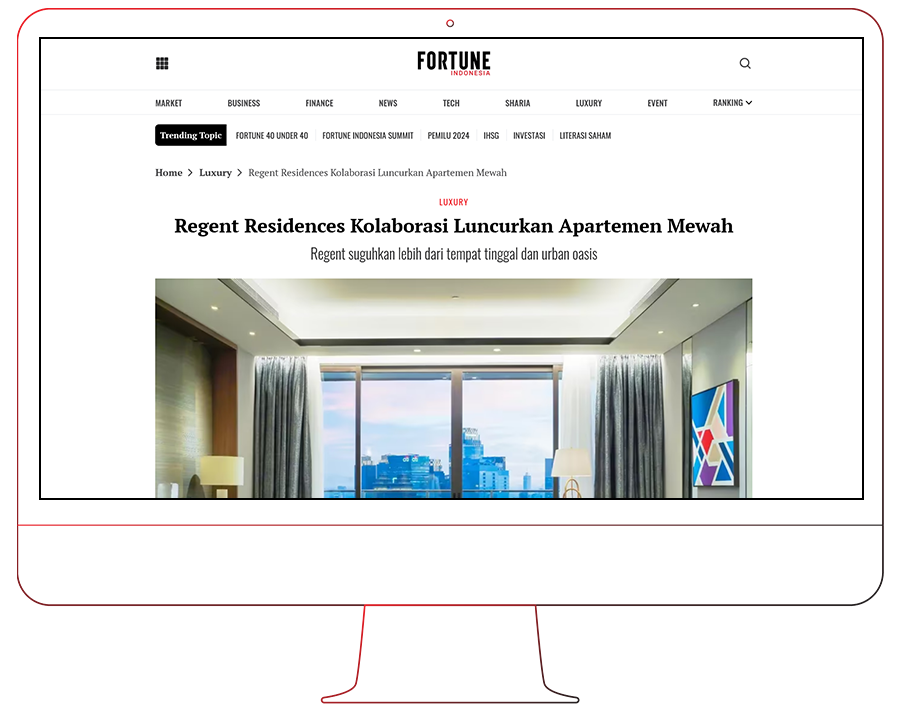 FORTUNE
INDONESIA
MARKET BUSINESS FINANCE NEWS TECH SHARIA LUXURY EVENT RANKING
Trending Topic FORTUNE 40 UNDER 40 FORTUNE INDONESIA SUMMIT PEMILU 2024 IHSG INVESTASI LITERASI SAHAM
Home > Luxury > Regent Residences Kolaborasi Luncurkan Apartemen Mewah
LUXURY
Regent Residences Kolaborasi Luncurkan Apartemen Mewah
Regent suguhkan lebih dari tempat tinggal dan urban oasis